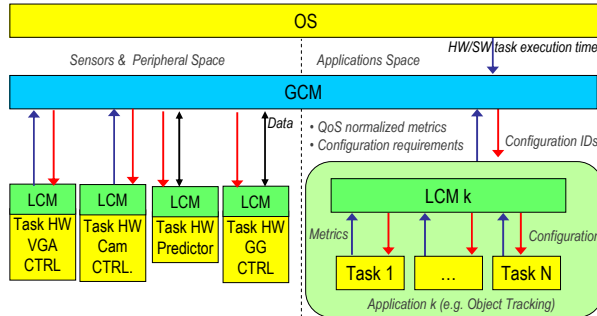 OS
HW/SW task execution time
Sensors & Peripheral Space
Applications Space
GCM
Data
• QoS normalized metrics
• Configuration requirements
Configuration IDs
LCM
Task HW
VGA
CTRL
LCM
Task HW
Cam
CTRL.
LCM
Task HW
Predictor
LCM
Task HW
GG
CTRL
LCM k
Metrics
Configuration
Task 1
...
Task N
Application k (e.g. Object Tracking)